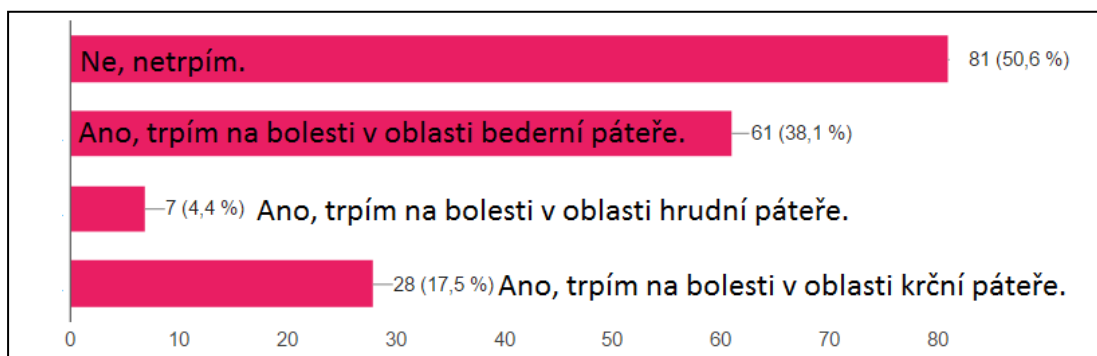 Ne, netrpím. 81 (50,6 %)
Ano, trpím na bolesti v oblasti bederní páteře. 61 (38,1 %)
7 (4,4 %) Ano, trpím na bolesti v oblasti hrudní páteře.
28 (17,5 %) Ano, trpím na bolesti v oblasti krční páteře.
0 10 20 30 40 50 60 70 80